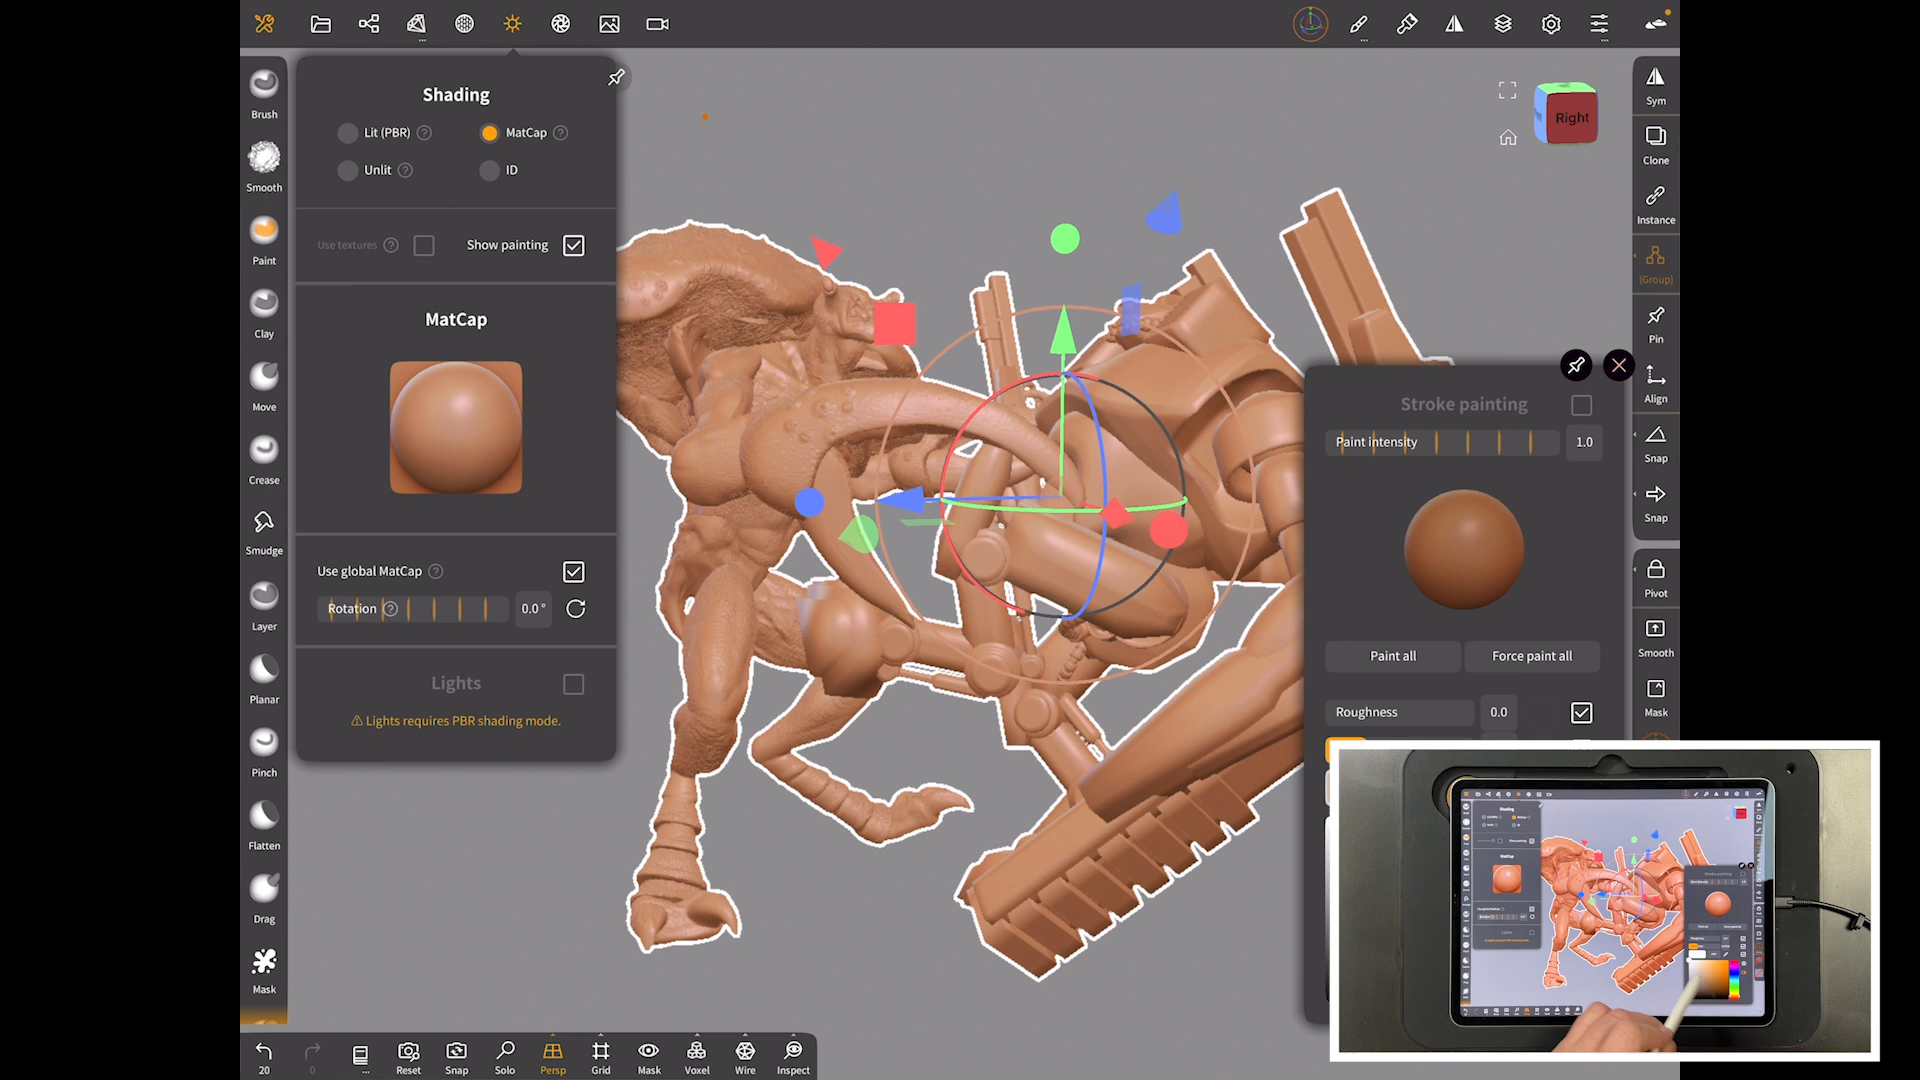 Brush
Smooth
Paint
Clay
Move
Crease
Smudge
Layer
Planar
Pinch
Flatten
Drag
Mask
Shading
Lit (PBR) ?
MatCap ?
Unlit ?
ID
Use textures ?
Show painting
MatCap
Use global MatCap ?
Rotation ?
0.0 °
Lights
⚠ Lights requires PBR shading mode.
Right
Stroke painting
Paint intensity
1.0
Paint all
Force paint all
Roughness
0.0
Sym
Clone
Instance
(Group)
Pin
Align
Snap
Snap
Pivot
Smooth
Mask
20
0
...
Reset
Snap
Solo
Persp
Grid
Mask
Voxel
Wire
Inspect